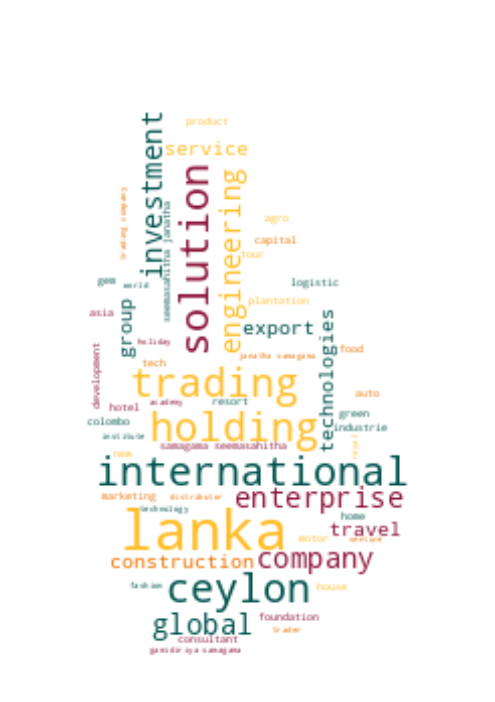 product
investment
service
solution
engineering
trading company
seemasahitha janatha
agro
capital
tour
gem
world
logistic
asia
group
plantation
export
technologies
holiday
development
janatha samagama
food
tech
trading
auto
hotel
academy
resort
green
colombo
holding
industrie
institute
samagama seemasahitha
royal
new
international
marketing
distributor
enterprise
technology
home
lanka
travel
motor
venture
construction
company
fashion
ceylon
house
global
foundation
trader
consultant
gamidiriya samagama